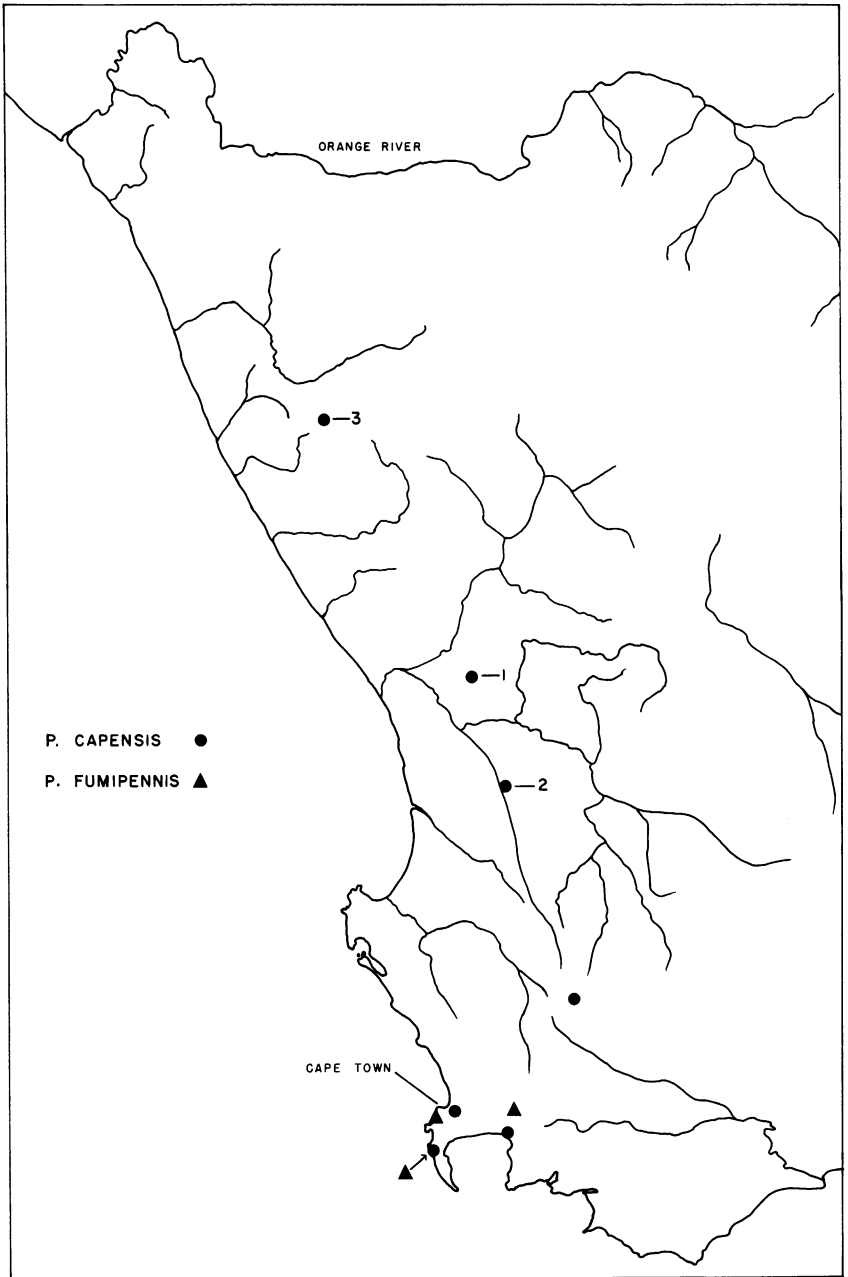 ORANGE RIVER
—3
—1
P. CAPENSIS ●
—2
P. FUMIPENNIS ▲
CAPE TOWN